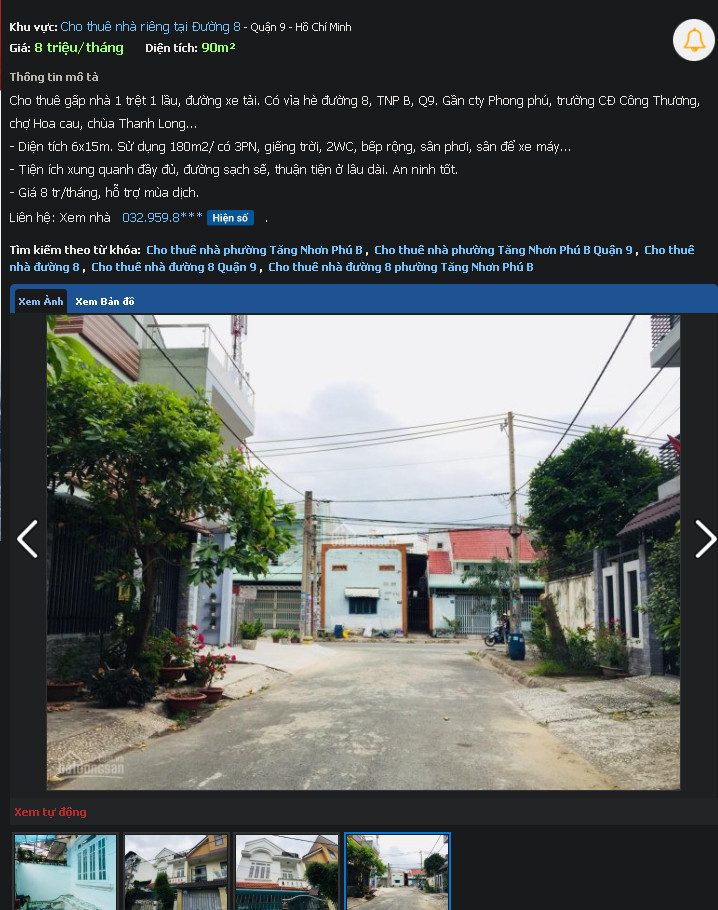 Khu vực: Cho thuê nhà riêng tại Đường 8 - Quận 9 - Hồ Chí Minh
Giá: 8 triệu/tháng Diện tích: 90m²
Thông tin mô tả
Cho thuê gấp nhà 1 trệt 1 lầu, đường xe tải. Có vỉa hè đường 8, TNP B, Q9. Gần cty Phong phú, trường CĐ Công Thương,
chợ Hoa cau, chùa Thanh Long...
- Diện tích 6x15m. Sử dụng 180m2/ có 3PN, giếng trời, 2WC, bếp rộng, sân phơi, sân để xe máy...
- Tiện ích xung quanh đầy đủ, đường sạch sẽ, thuận tiện ở lâu dài. An ninh tốt.
- Giá 8 tr/tháng, hỗ trợ mùa dịch.
Liên hệ: Xem nhà 032.959.8*** Hiện số .
Tìm kiếm theo từ khóa: Cho thuê nhà phường Tăng Nhơn Phú B , Cho thuê nhà phường Tăng Nhơn Phú B Quận 9 , Cho thuê
nhà đường 8 , Cho thuê nhà đường 8 Quận 9 , Cho thuê nhà đường 8 phường Tăng Nhơn Phú B
Xem Ảnh Xem Bản đồ
batdongsan
batdongsan
Xem tự động